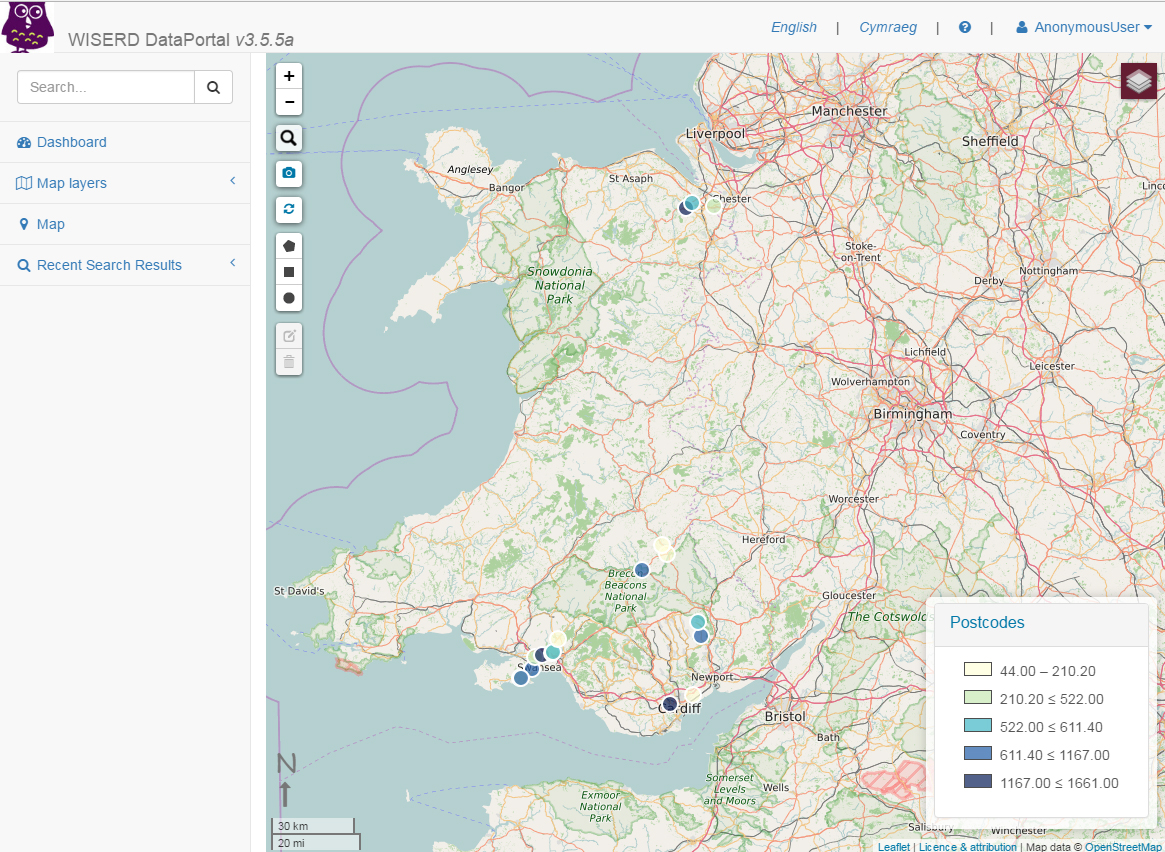 WISERD DataPortal v3.5.5a
English | Cymraeg | ? | AnonymousUser
Search...
Dashboard
Map layers
Map
Recent Search Results
+
−
Manchester
Liverpool
Sheffield
Anglesey
St Asaph
Bangor
Linc
Chester
Stoke-
on-Trent
Snowdonia
National
Park
Nottingham
Derby
Lichfield
Leicester
Wolverhampton
Birmingham
Coventry
Worcester
Hereford
Brecon
Beacons
National
Park
St David's
Gloucester
The Cotswolds
Swansea
Newport
Cardiff
Bristol
Bath
Somerset
Levels
and Moors
Wells
Exmoor
National
Park
Salisbury
Winchester
Postcodes
44.00 – 210.20
210.20 ≤ 522.00
522.00 ≤ 611.40
611.40 ≤ 1167.00
1167.00 ≤ 1661.00
N
30 km
20 mi
Leaflet | Licence & attribution | Map data © OpenStreetMap